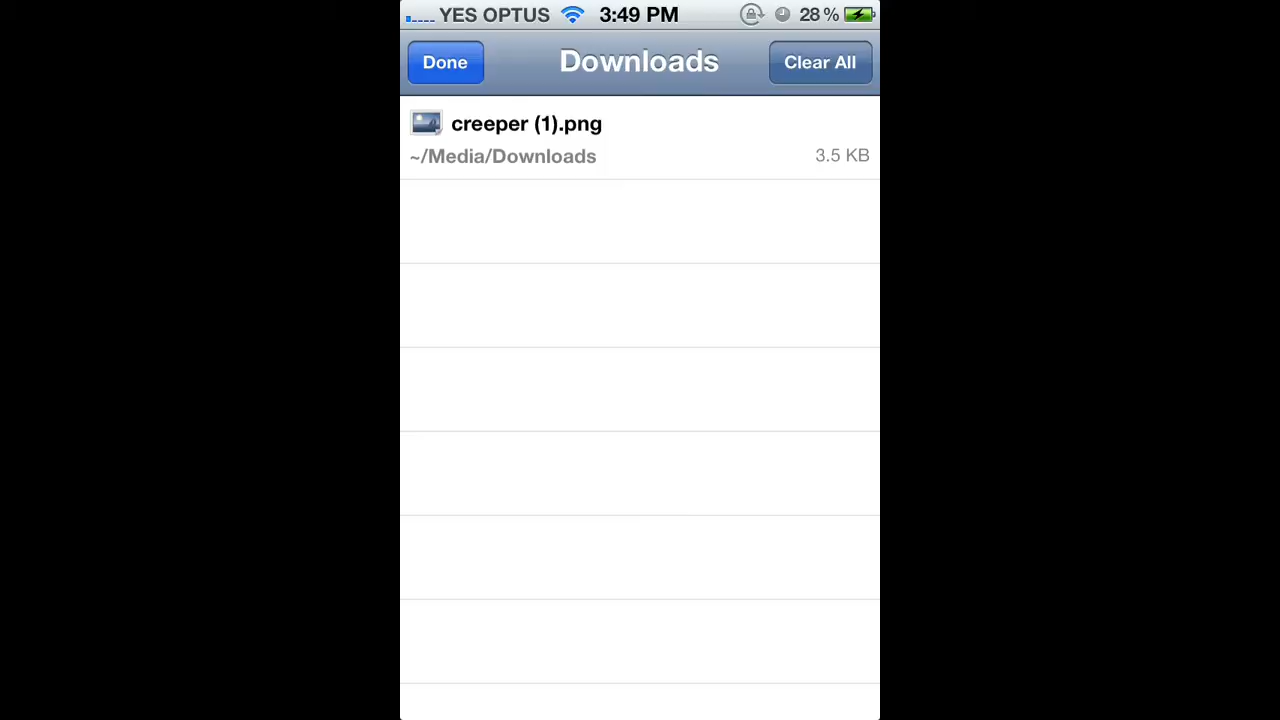 YES OPTUS 3:49 PM 28%
Done Downloads Clear All
creeper (1).png
~/Media/Downloads 3.5 KB